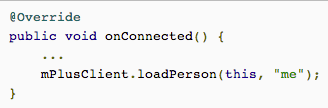 @Override
public void onConnected() {
    ...
    mPlusClient.loadPerson(this, "me");
}